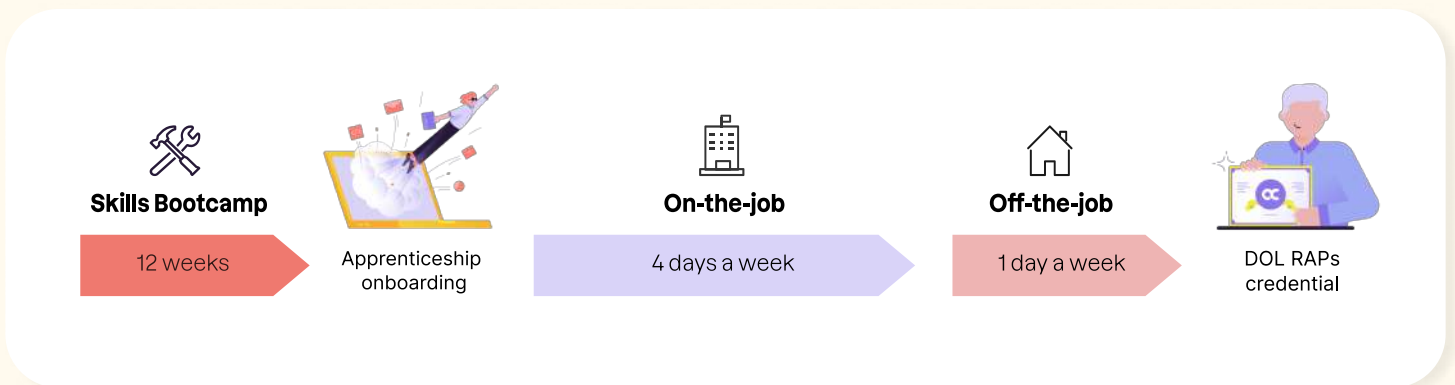 Skills Bootcamp
12 weeks
Apprenticeship
onboarding
On-the-job
4 days a week
Off-the-job
1 day a week
DOL RAPs
credential